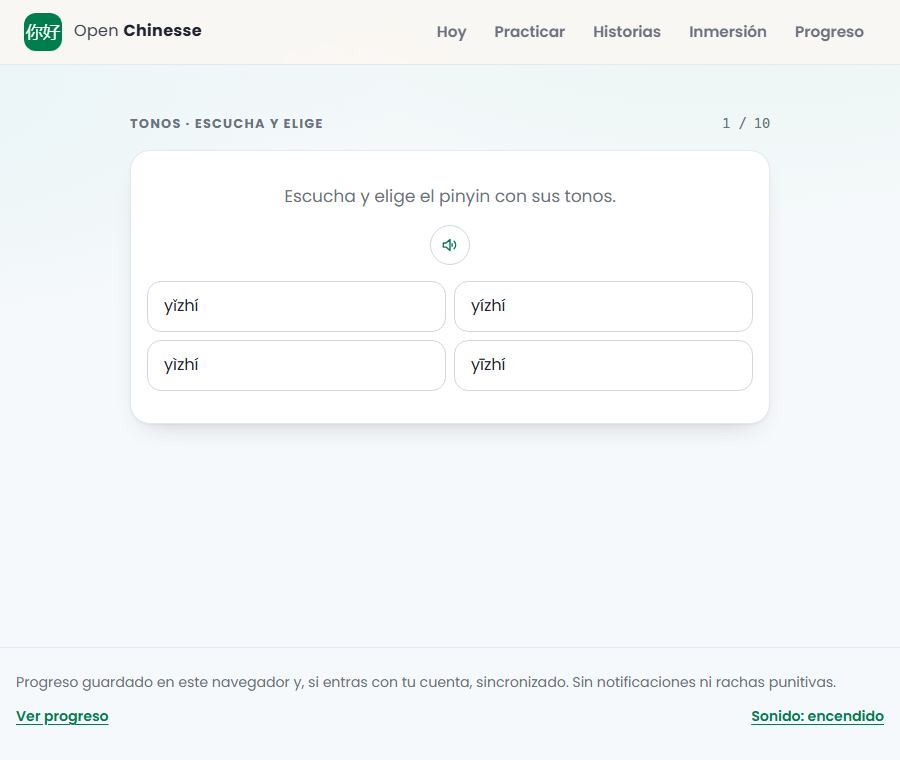 你好 Open Chinesse
Hoy Practicar Historias Inmersión Progreso
TONOS · ESCUCHA Y ELIGE 1 / 10
Escucha y elige el pinyin con sus tonos.
yǐzhí yízhí
yìzhí yīzhí
Progreso guardado en este navegador y, si entras con tu cuenta, sincronizado. Sin notificaciones ni rachas punitivas.
Ver progreso Sonido: encendido